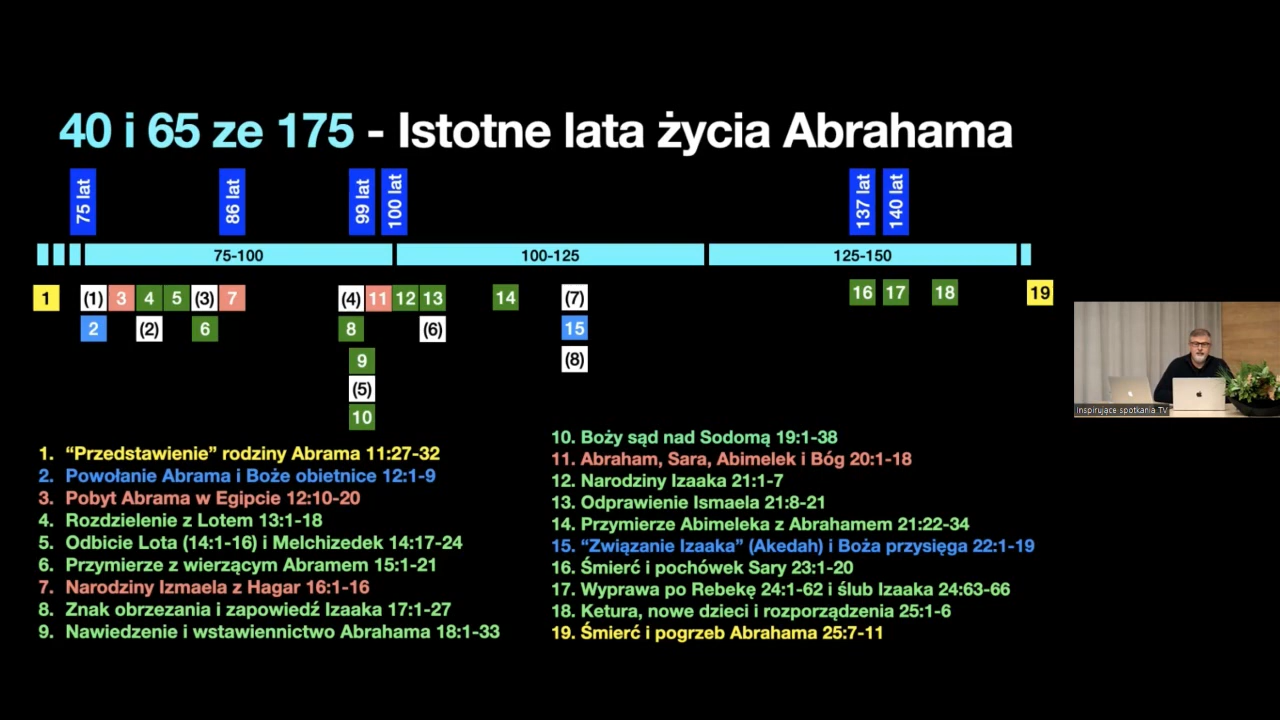 40 i 65 ze 175 - Istotne lata życia Abrahama
75 lat
86 lat
99 lat
100 lat
137 lat
140 lat
75-100
100-125
125-150
1
(1)
3
4
5
(3)
7
(4)
11
12
13
14
(7)
16
17
18
19
2
(2)
6
8
(6)
15
9
(8)
(5)
10
1. “Przedstawienie” rodziny Abrama 11:27-32
2. Powołanie Abrama i Boże obietnice 12:1-9
3. Pobyt Abrama w Egipcie 12:10-20
4. Rozdzielenie z Lotem 13:1-18
5. Odbicie Lota (14:1-16) i Melchizedek 14:17-24
6. Przymierze z wierzącym Abramem 15:1-21
7. Narodziny Izmaela z Hagar 16:1-16
8. Znak obrzezania i zapowiedź Izaaka 17:1-27
9. Nawiedzenie i wstawiennictwo Abrahama 18:1-33
10. Boży sąd nad Sodomą 19:1-38
11. Abraham, Sara, Abimelek i Bóg 20:1-18
12. Narodziny Izaaka 21:1-7
13. Odprawienie Ismaela 21:8-21
14. Przymierze Abimeleka z Abrahamem 21:22-34
15. “Związanie Izaaka” (Akedah) i Boża przysięga 22:1-19
16. Śmierć i pochówek Sary 23:1-20
17. Wyprawa po Rebekę 24:1-62 i ślub Izaaka 24:63-66
18. Ketura, nowe dzieci i rozporządzenia 25:1-6
19. Śmierć i pogrzeb Abrahama 25:7-11
Inspirujące spotkania TV